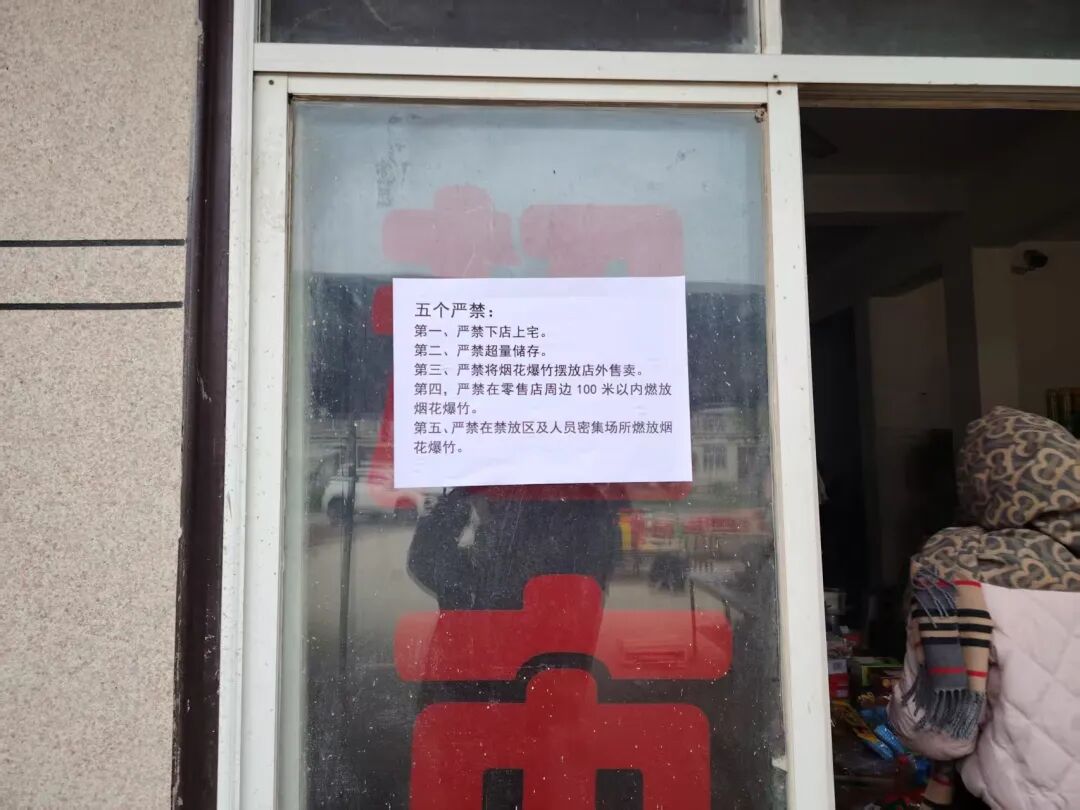 五个严禁：
第一、严禁下店上宅。
第二、严禁超量储存。
第三、严禁将烟花爆竹摆放店外售卖。
第四，严禁在零售店周边 100 米以内燃放
烟花爆竹。
第五、严禁在禁放区及人员密集场所燃放烟
花爆竹。
市